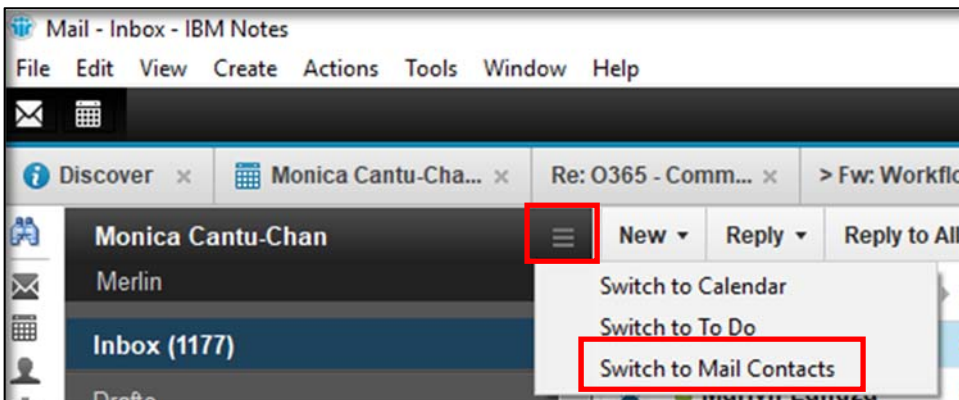 Mail - Inbox - IBM Notes
File Edit View Create Actions Tools Window Help
Discover Monica Cantu-Cha... Re: O365 - Comm... > Fw: Workflo
Monica Cantu-Chan New Reply Reply to All
Merlin
Switch to Calendar
Switch to To Do
Inbox (1177)
Switch to Mail Contacts
Drafts